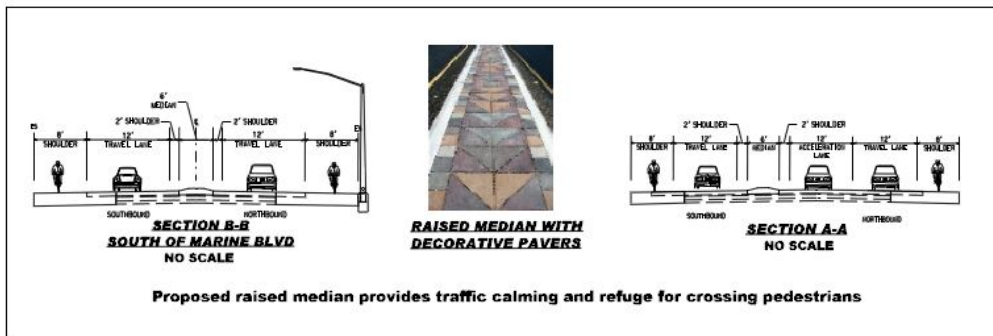 6'
MEDIAN
2' SHOULDER
2' SHOULDER
ES
8'
12'
12'
8'
SHOULDER
TRAVEL LANE
TRAVEL LANE
SHOULDER
SOUTHBOUND
NORTHBOUND
SECTION B-B
SOUTH OF MARINE BLVD
NO SCALE
RAISED MEDIAN WITH
DECORATIVE PAVERS
2' SHOULDER
2' SHOULDER
8'
12'
6'
12'
12'
8'
SHOULDER
TRAVEL LANE
MEDIAN
ACCELERATION
LANE
TRAVEL LANE
SHOULDER
SOUTHBOUND
NORTHBOUND
SECTION A-A
NO SCALE
Proposed raised median provides traffic calming and refuge for crossing pedestrians